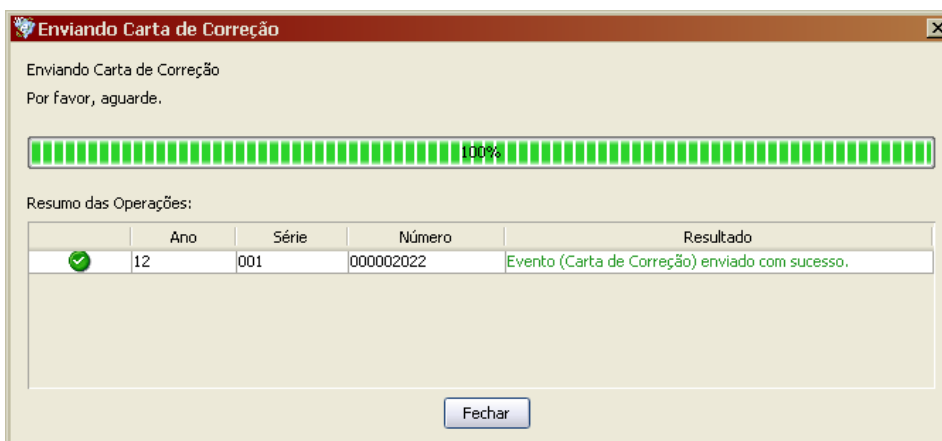 Enviando Carta de Correção
Enviando Carta de Correção
Por favor, aguarde.
100%
Resumo das Operações:
Ano Série Número Resultado
12 001 000002022 Evento (Carta de Correção) enviado com sucesso.
Fechar